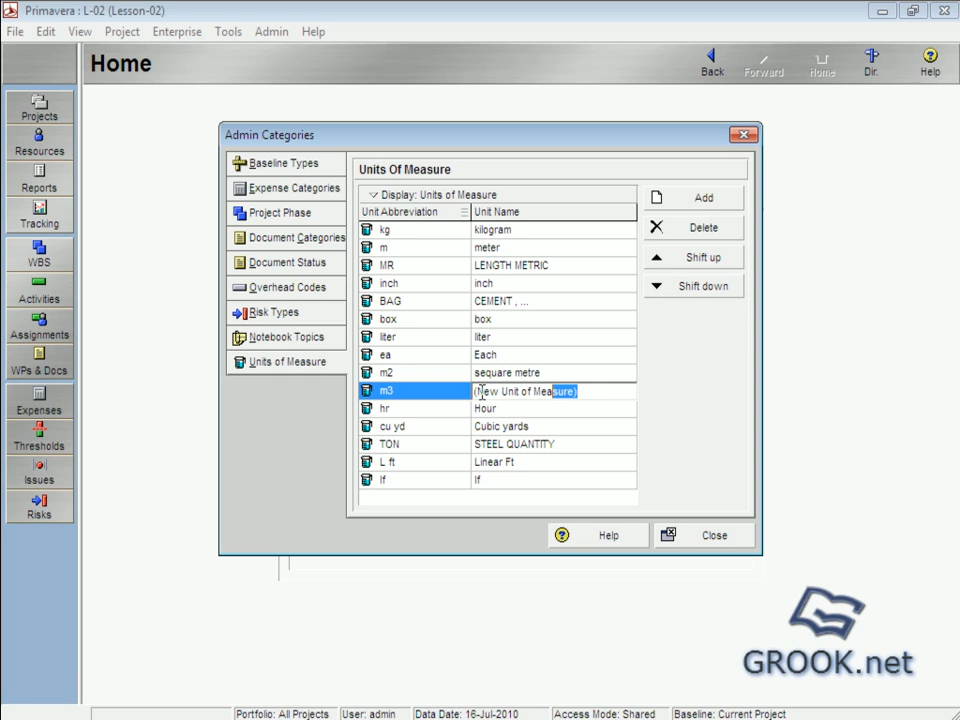 Primavera : L-02 (Lesson-02)
File Edit View Project Enterprise Tools Admin Help
Home
Back Forward Home Dir. Help
Projects
Resources
Reports
Tracking
WBS
Activities
Assignments
WPs & Docs
Expenses
Thresholds
Issues
Risks
Admin Categories
Baseline Types
Expense Categories
Project Phase
Document Categories
Document Status
Overhead Codes
Risk Types
Notebook Topics
Units of Measure
Units Of Measure
Display: Units of Measure
Unit Abbreviation Unit Name
kg kilogram
m meter
MR LENGTH METRIC
inch inch
BAG CEMENT , ...
box box
liter liter
ea Each
m2 sequare metre
m3 (New Unit of Measure)
hr Hour
cu yd Cubic yards
TON STEEL QUANTITY
L ft Linear Ft
lf lf
Add
Delete
Shift up
Shift down
Help Close
GROOK.net
Portfolio: All Projects User: admin Data Date: 16-Jul-2010 Access Mode: Shared Baseline: Current Project